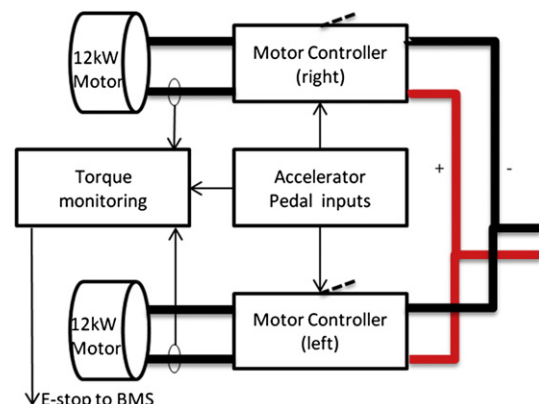 12kW
Motor
Motor Controller
(right)
Torque
monitoring
Accelerator
Pedal inputs
+
-
12kW
Motor
Motor Controller
(left)
E-stop to BMS